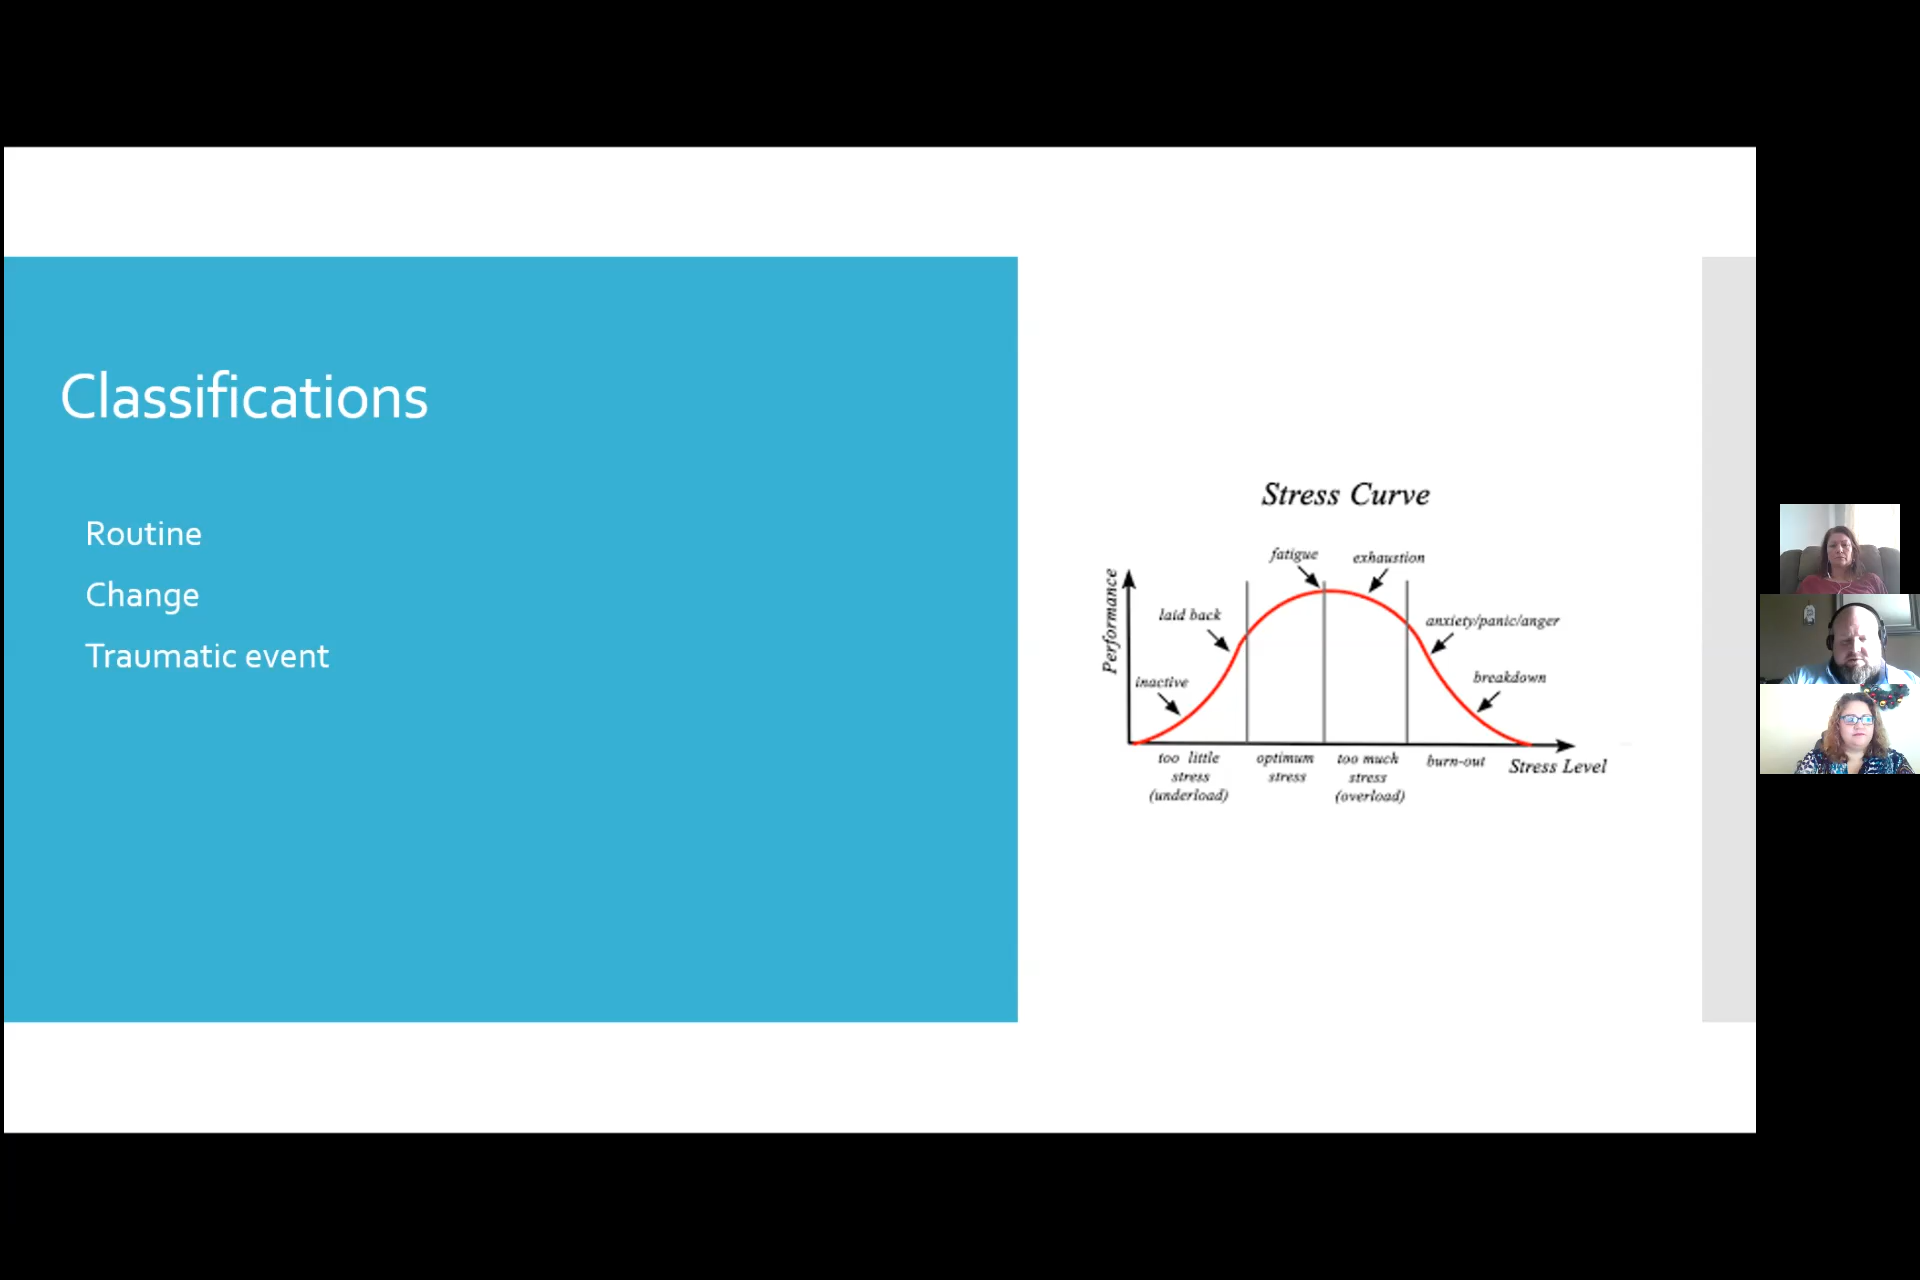 Classifications
Routine
Change
Traumatic event
Stress Curve
fatigue
exhaustion
Performance
laid back
anxiety/panic/anger
inactive
breakdown
too little
stress
(underload)
optimum
stress
too much
stress
(overload)
burn-out
Stress Level